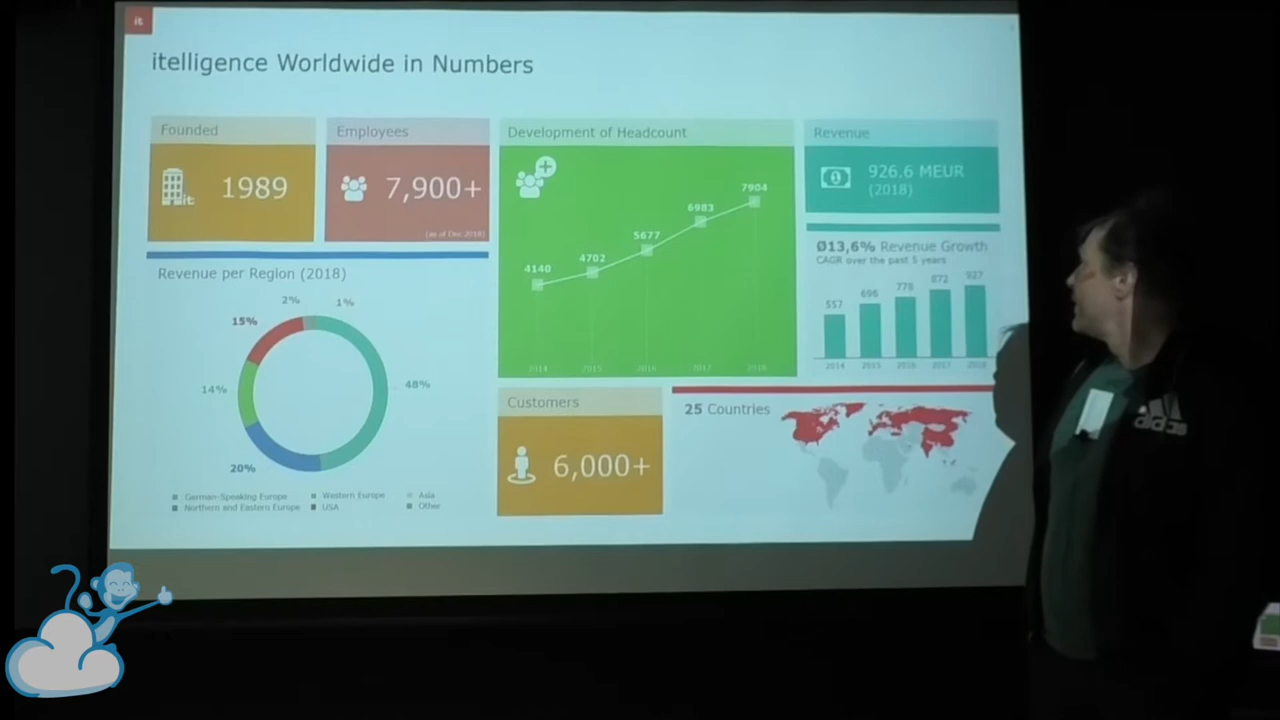 it
itelligence Worldwide in Numbers
Founded
1989
it
Employees
7,900+
(as of Dec 2018)
Development of Headcount
4140
4702
5677
6983
7904
2014
2015
2016
2017
2018
Revenue
926.6 MEUR
(2018)
Ø13,6% Revenue Growth
CAGR over the past 5 years
557
696
778
872
927
2014
2015
2016
2017
2018
Revenue per Region (2018)
2%
1%
15%
14%
48%
20%
German-Speaking Europe
Western Europe
Asia
Northern and Eastern Europe
USA
Other
Customers
6,000+
25 Countries
adidas